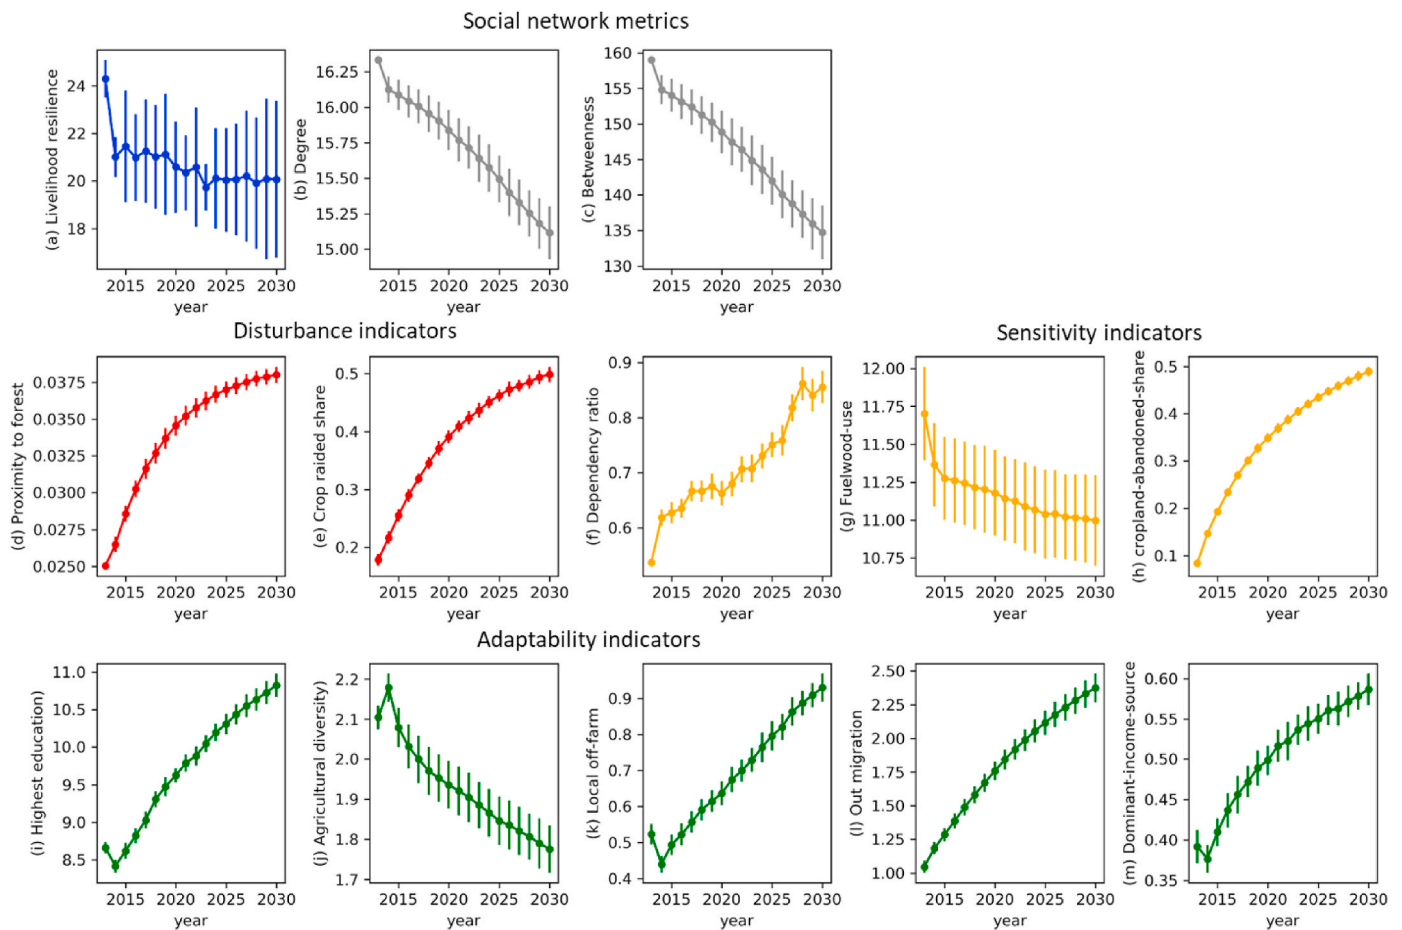 Social network metrics
(a) Livelihood resilience
24
22
20
18
2015 2020 2025 2030
year
(b) Degree
16.25
16.00
15.75
15.50
15.25
15.00
2015 2020 2025 2030
year
(c) Betweenness
160
155
150
145
140
135
130
2015 2020 2025 2030
year
Disturbance indicators
Sensitivity indicators
(d) Proximity to forest
0.0375
0.0350
0.0325
0.0300
0.0275
0.0250
2015 2020 2025 2030
year
(e) Crop raided share
0.5
0.4
0.3
0.2
2015 2020 2025 2030
year
(f) Dependency ratio
0.9
0.8
0.7
0.6
2015 2020 2025 2030
year
(g) Fuelwood-use
12.00
11.75
11.50
11.25
11.00
10.75
2015 2020 2025 2030
year
(h) cropland-abandoned-share
0.5
0.4
0.3
0.2
0.1
2015 2020 2025 2030
year
Adaptability indicators
(i) Highest education)
11.0
10.5
10.0
9.5
9.0
8.5
2015 2020 2025 2030
year
(j) Agricultural diversity)
2.2
2.1
2.0
1.9
1.8
1.7
2015 2020 2025 2030
year
(k) Local off-farm
0.9
0.8
0.7
0.6
0.5
0.4
2015 2020 2025 2030
year
(l) Out migration
2.50
2.25
2.00
1.75
1.50
1.25
1.00
2015 2020 2025 2030
year
(m) Dominant-income-source
0.60
0.55
0.50
0.45
0.40
0.35
2015 2020 2025 2030
year